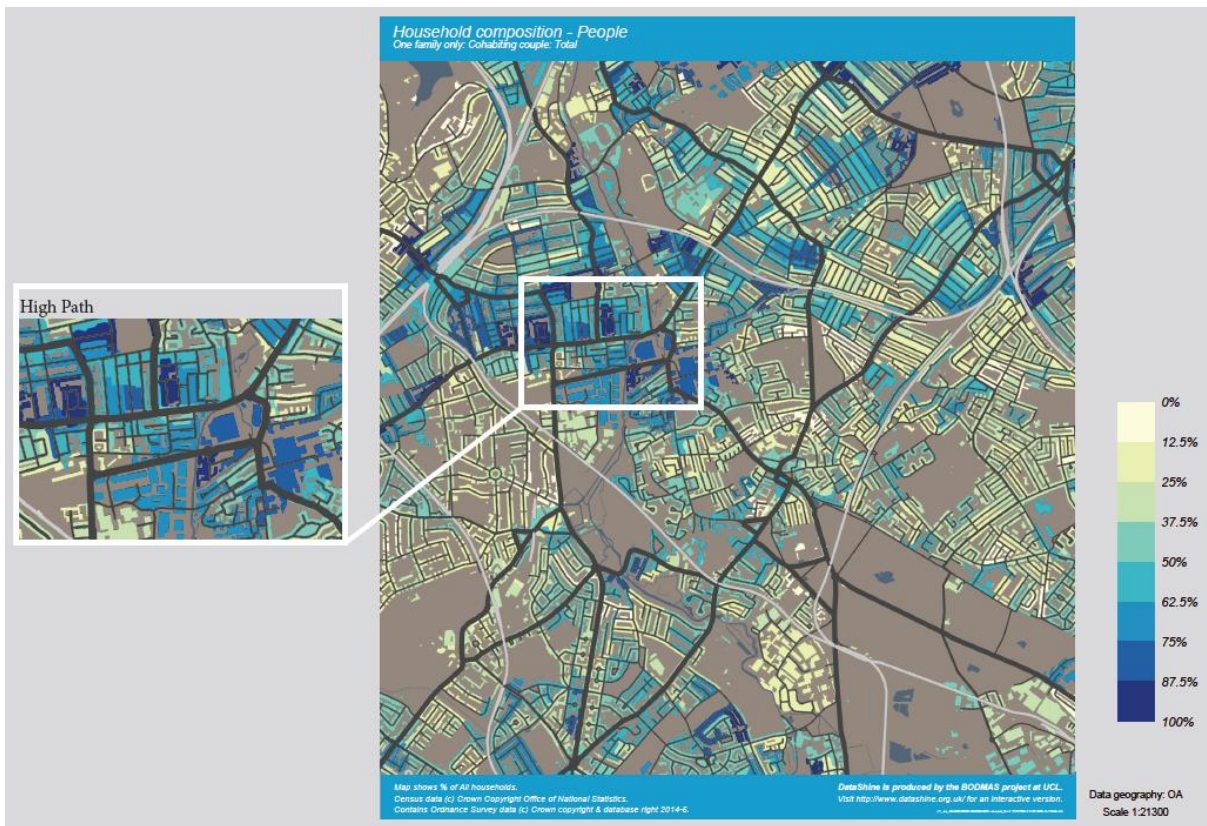 Household composition - People
One family only: Cohabiting couple: Total
High Path
0%
12.5%
25%
37.5%
50%
62.5%
75%
87.5%
100%
Map shows % of All households.
Census data (c) Crown Copyright Office of National Statistics.
Contains Ordnance Survey data (c) Crown copyright & database right 2014-5.
DataShine is produced by the BODMAS project at UCL.
Visit http://www.datashine.org.uk/ for an interactive version.
Data geography: OA
Scale 1:21300